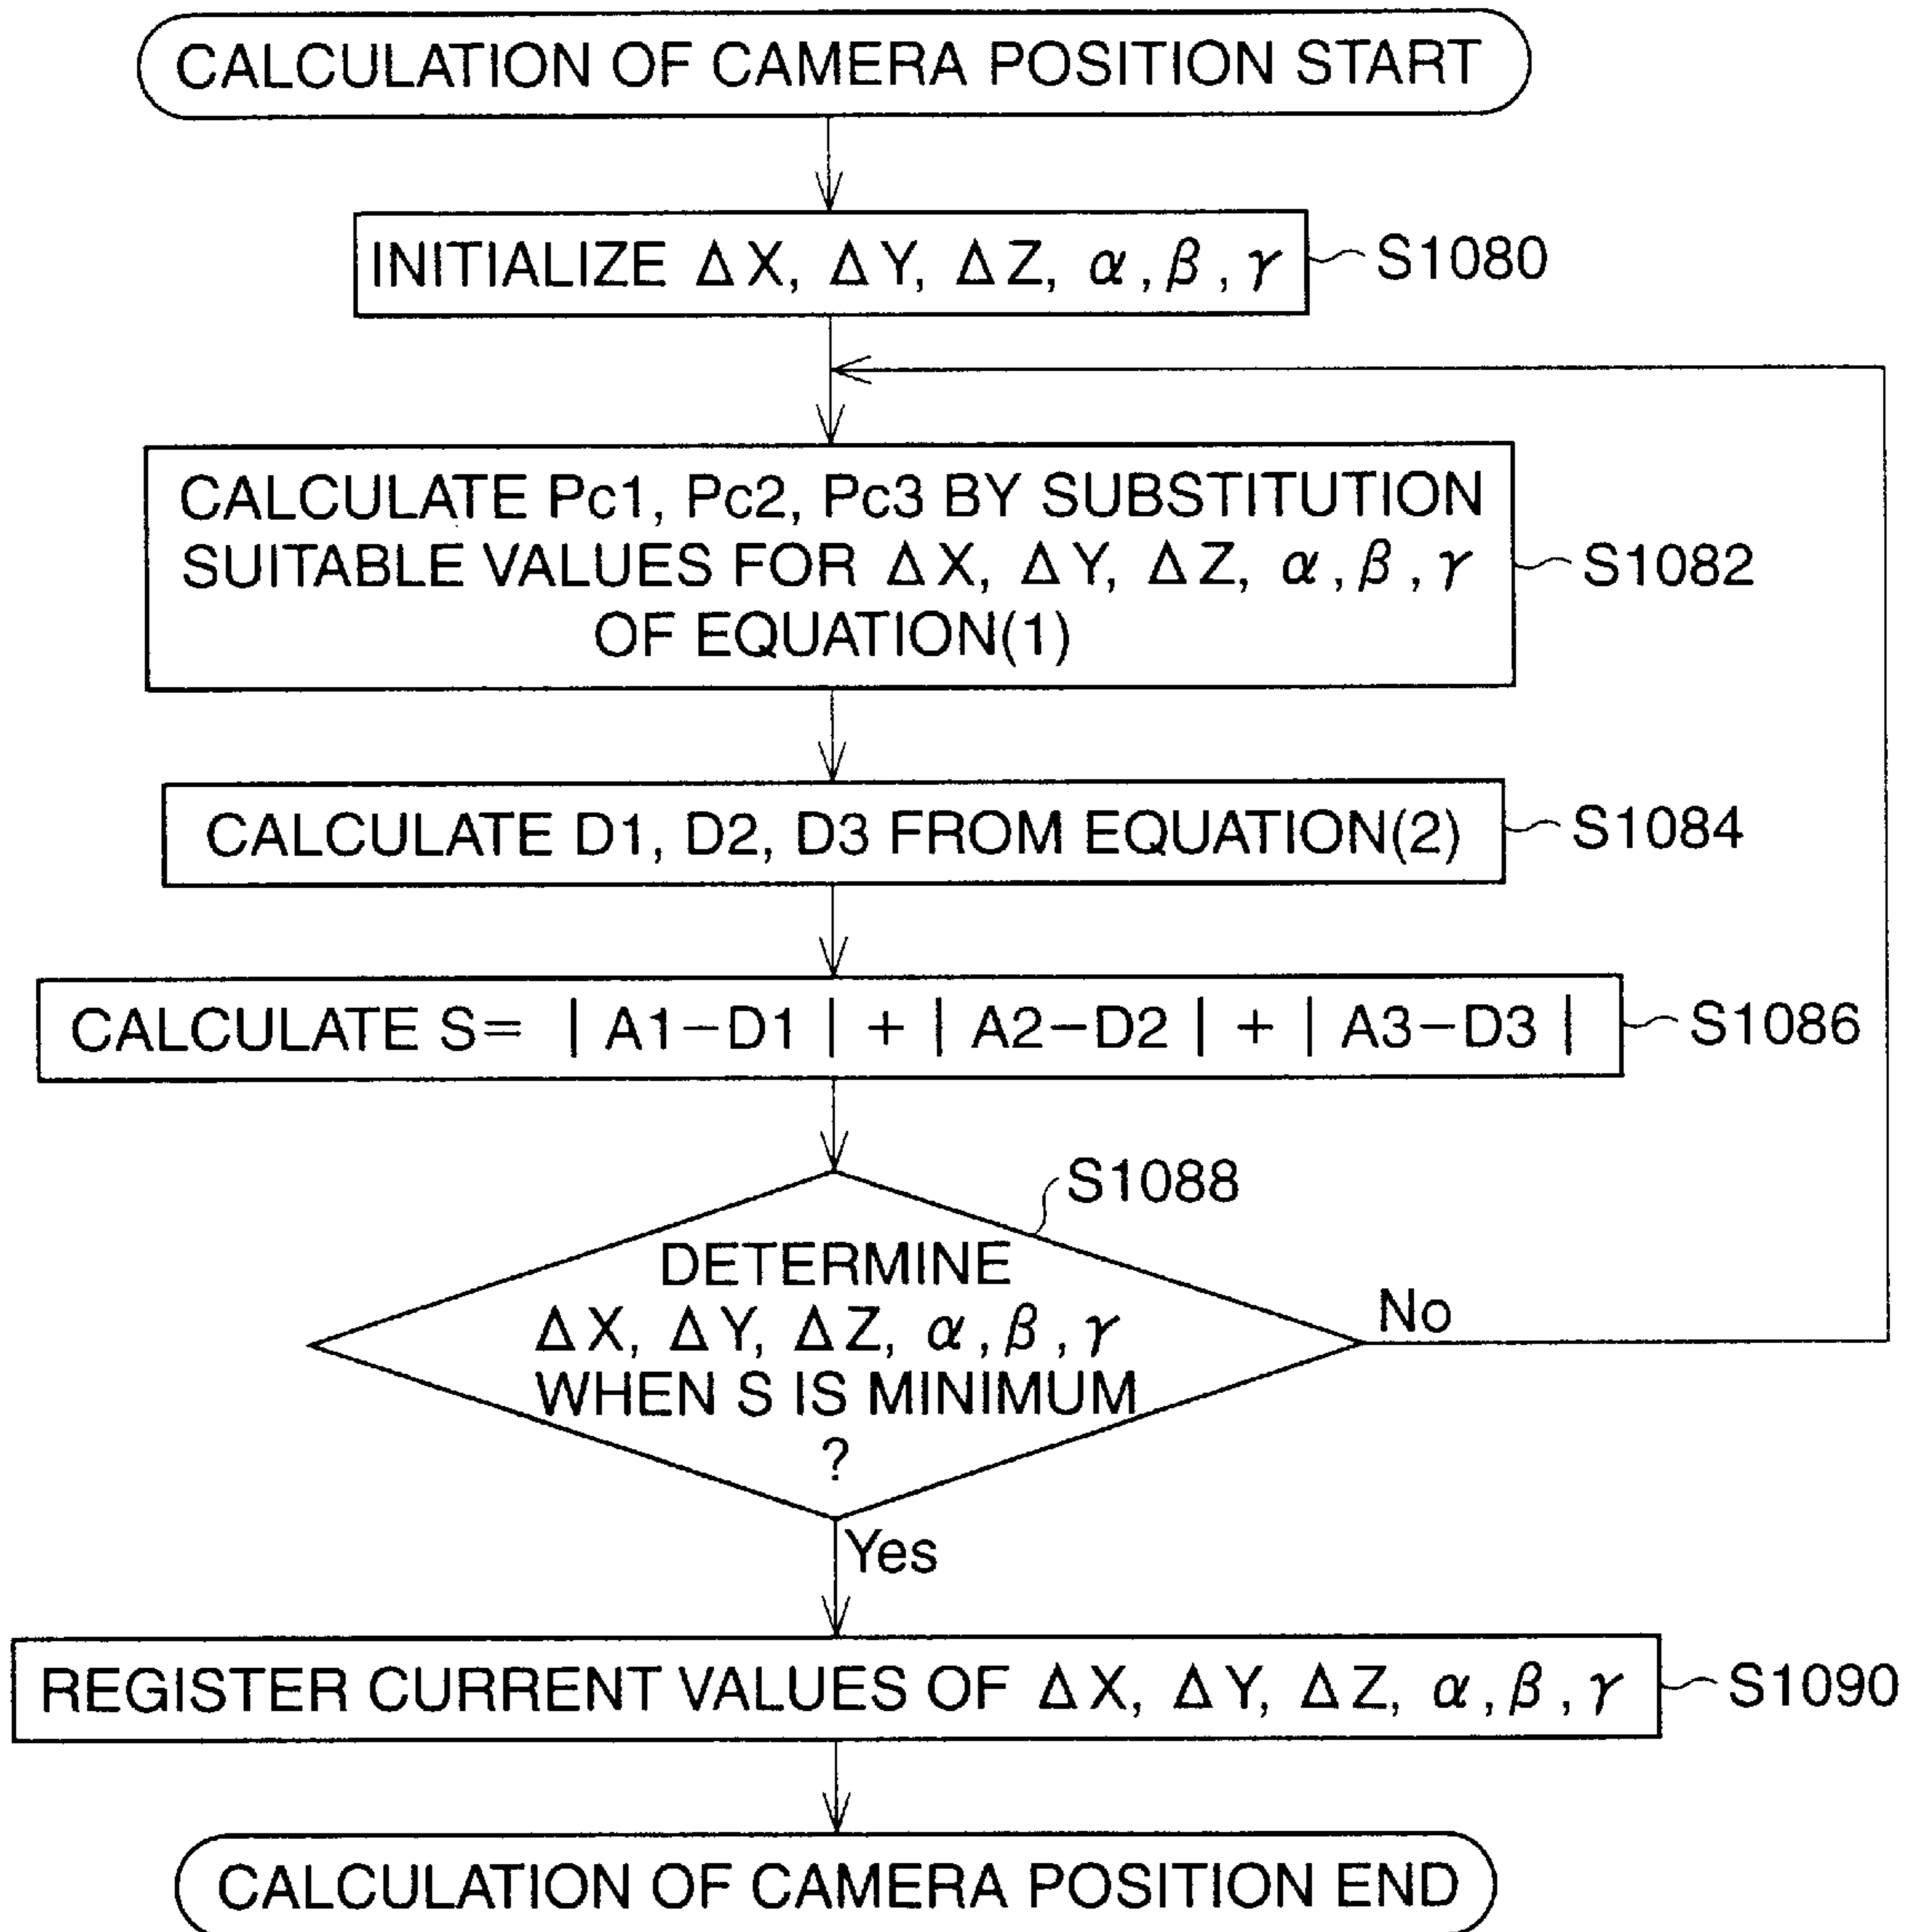 CALCULATION OF CAMERA POSITION START
INITIALIZE ΔX, ΔY, ΔZ, α, β, γ
S1080
CALCULATE Pc1, Pc2, Pc3 BY SUBSTITUTION
SUITABLE VALUES FOR ΔX, ΔY, ΔZ, α, β, γ
OF EQUATION(1)
S1082
CALCULATE D1, D2, D3 FROM EQUATION(2)
S1084
CALCULATE S= | A1−D1 | + | A2−D2 | + | A3−D3 |
S1086
S1088
DETERMINE
ΔX, ΔY, ΔZ, α, β, γ
WHEN S IS MINIMUM
?
No
Yes
REGISTER CURRENT VALUES OF ΔX, ΔY, ΔZ, α, β, γ
S1090
CALCULATION OF CAMERA POSITION END